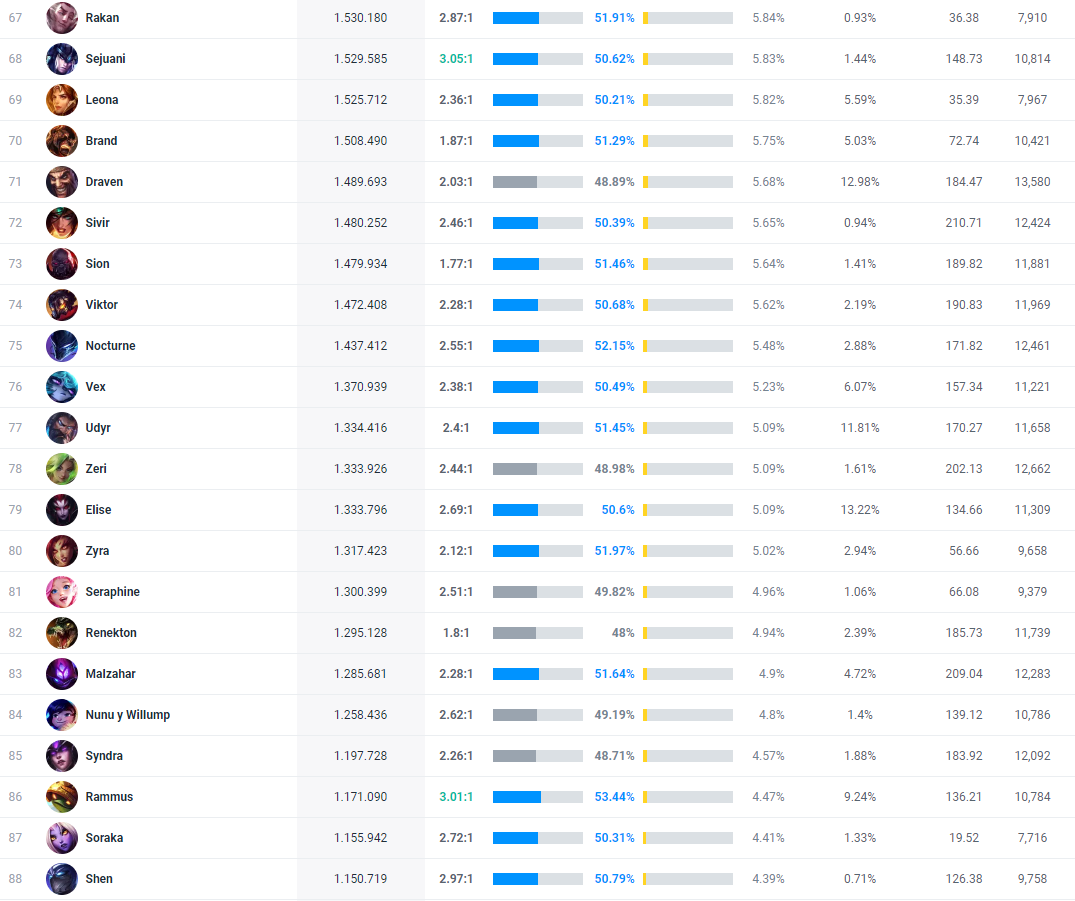 67 Rakan 1.530.180 2.87:1 51.91% 5.84% 0.93% 36.38 7,910
68 Sejuani 1.529.585 3.05:1 50.62% 5.83% 1.44% 148.73 10,814
69 Leona 1.525.712 2.36:1 50.21% 5.82% 5.59% 35.39 7,967
70 Brand 1.508.490 1.87:1 51.29% 5.75% 5.03% 72.74 10,421
71 Draven 1.489.693 2.03:1 48.89% 5.68% 12.98% 184.47 13,580
72 Sivir 1.480.252 2.46:1 50.39% 5.65% 0.94% 210.71 12,424
73 Sion 1.479.934 1.77:1 51.46% 5.64% 1.41% 189.82 11,881
74 Viktor 1.472.408 2.28:1 50.68% 5.62% 2.19% 190.83 11,969
75 Nocturne 1.437.412 2.55:1 52.15% 5.48% 2.88% 171.82 12,461
76 Vex 1.370.939 2.38:1 50.49% 5.23% 6.07% 157.34 11,221
77 Udyr 1.334.416 2.4:1 51.45% 5.09% 11.81% 170.27 11,658
78 Zeri 1.333.926 2.44:1 48.98% 5.09% 1.61% 202.13 12,662
79 Elise 1.333.796 2.69:1 50.6% 5.09% 13.22% 134.66 11,309
80 Zyra 1.317.423 2.12:1 51.97% 5.02% 2.94% 56.66 9,658
81 Seraphine 1.300.399 2.51:1 49.82% 4.96% 1.06% 66.08 9,379
82 Renekton 1.295.128 1.8:1 48% 4.94% 2.39% 185.73 11,739
83 Malzahar 1.285.681 2.28:1 51.64% 4.9% 4.72% 209.04 12,283
84 Nunu y Willump 1.258.436 2.62:1 49.19% 4.8% 1.4% 139.12 10,786
85 Syndra 1.197.728 2.26:1 48.71% 4.57% 1.88% 183.92 12,092
86 Rammus 1.171.090 3.01:1 53.44% 4.47% 9.24% 136.21 10,784
87 Soraka 1.155.942 2.72:1 50.31% 4.41% 1.33% 19.52 7,716
88 Shen 1.150.719 2.97:1 50.79% 4.39% 0.71% 126.38 9,758